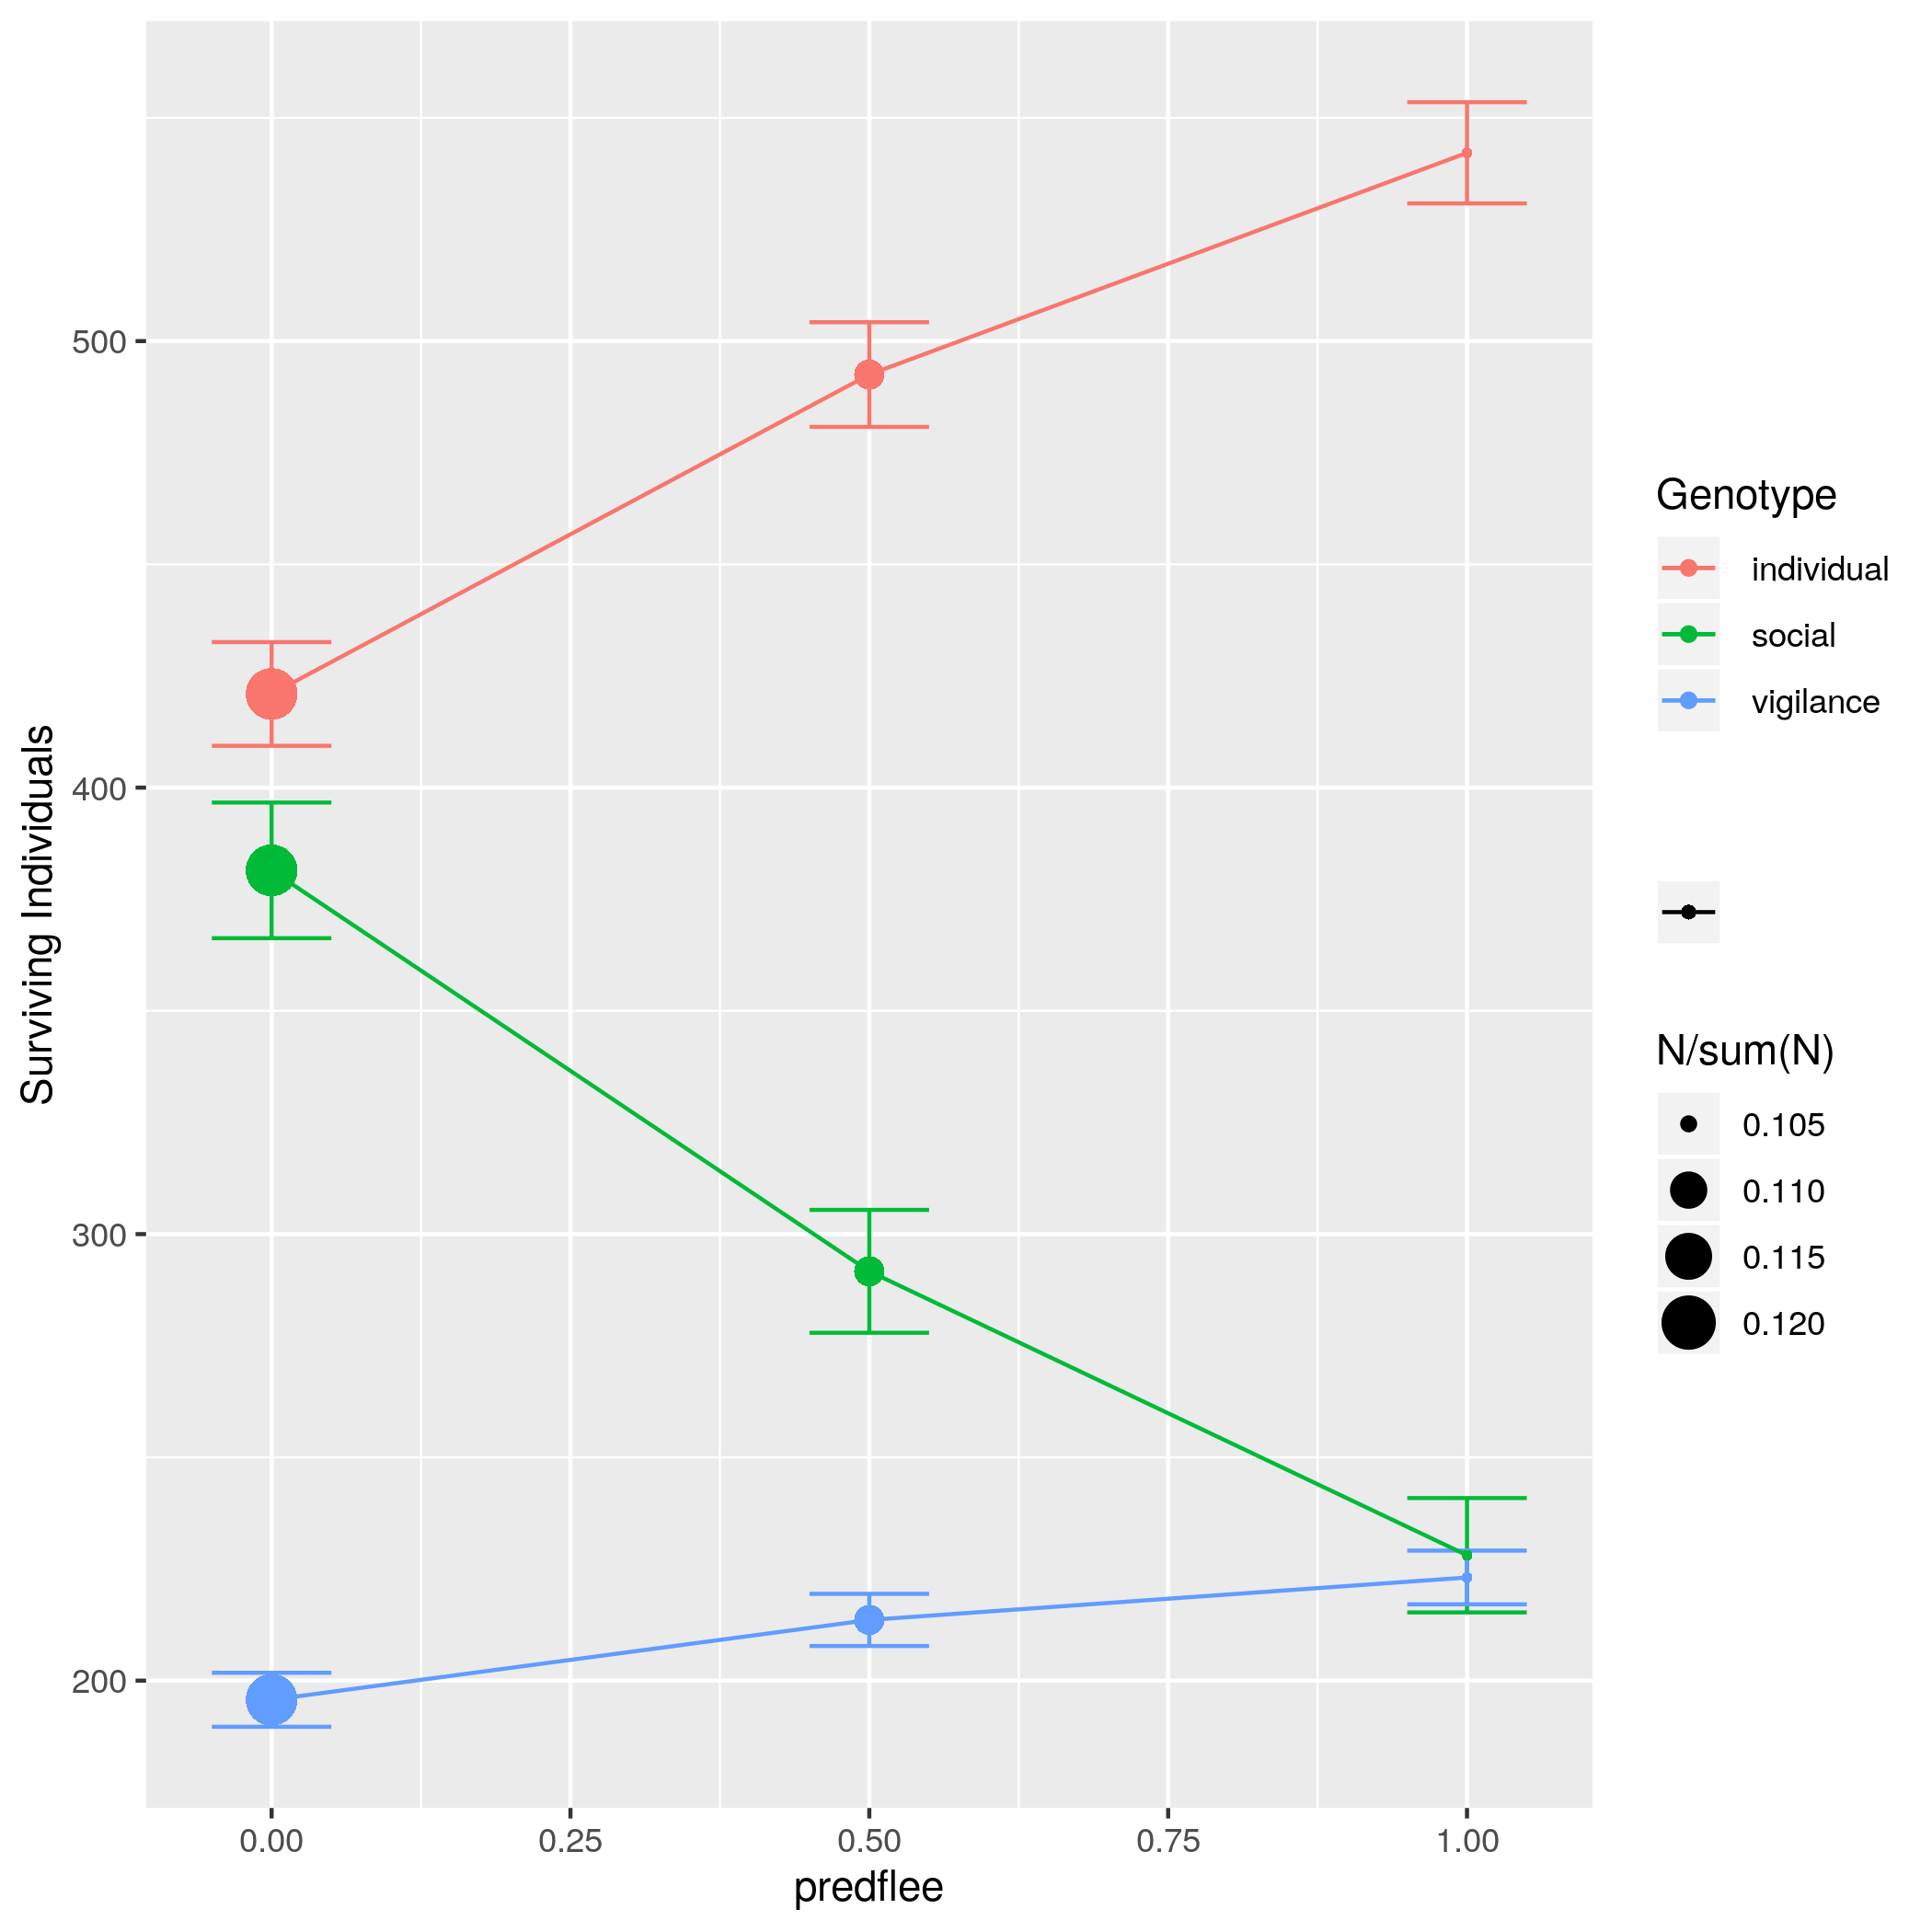 Surviving Individuals
500
400
300
200
0.00 0.25 0.50 0.75 1.00
predflee
Genotype
individual
social
vigilance
N/sum(N)
0.105
0.110
0.115
0.120